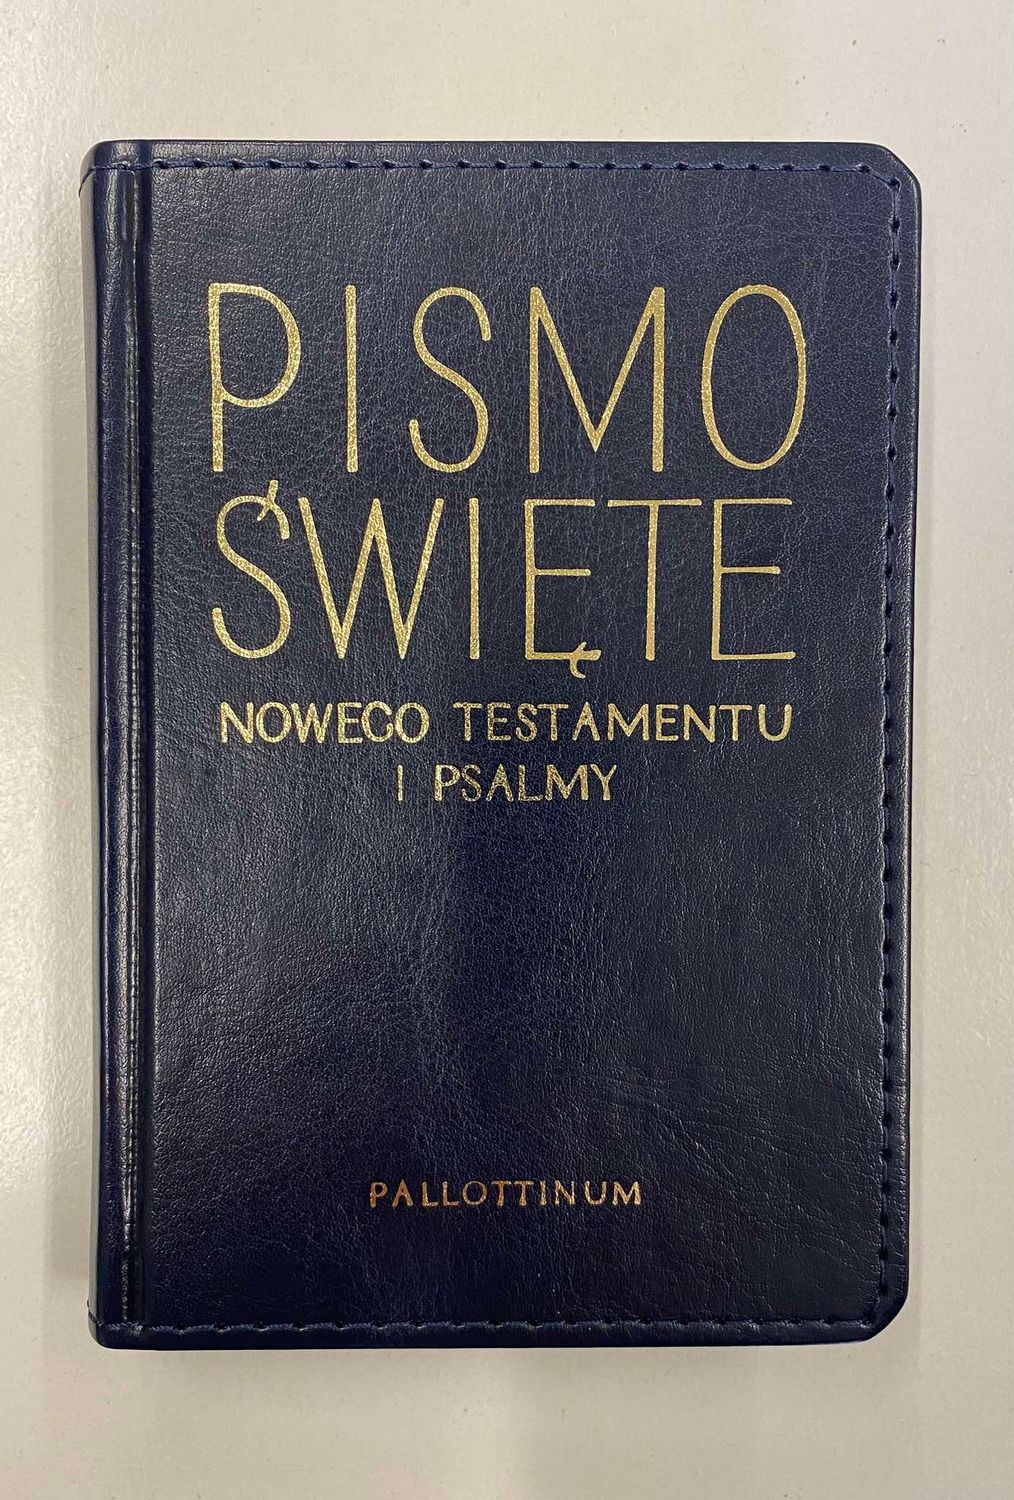 PISMO
ŚWIĘTE
NOWEGO TESTAMENTU
I PSALMY
PALLOTTINUM